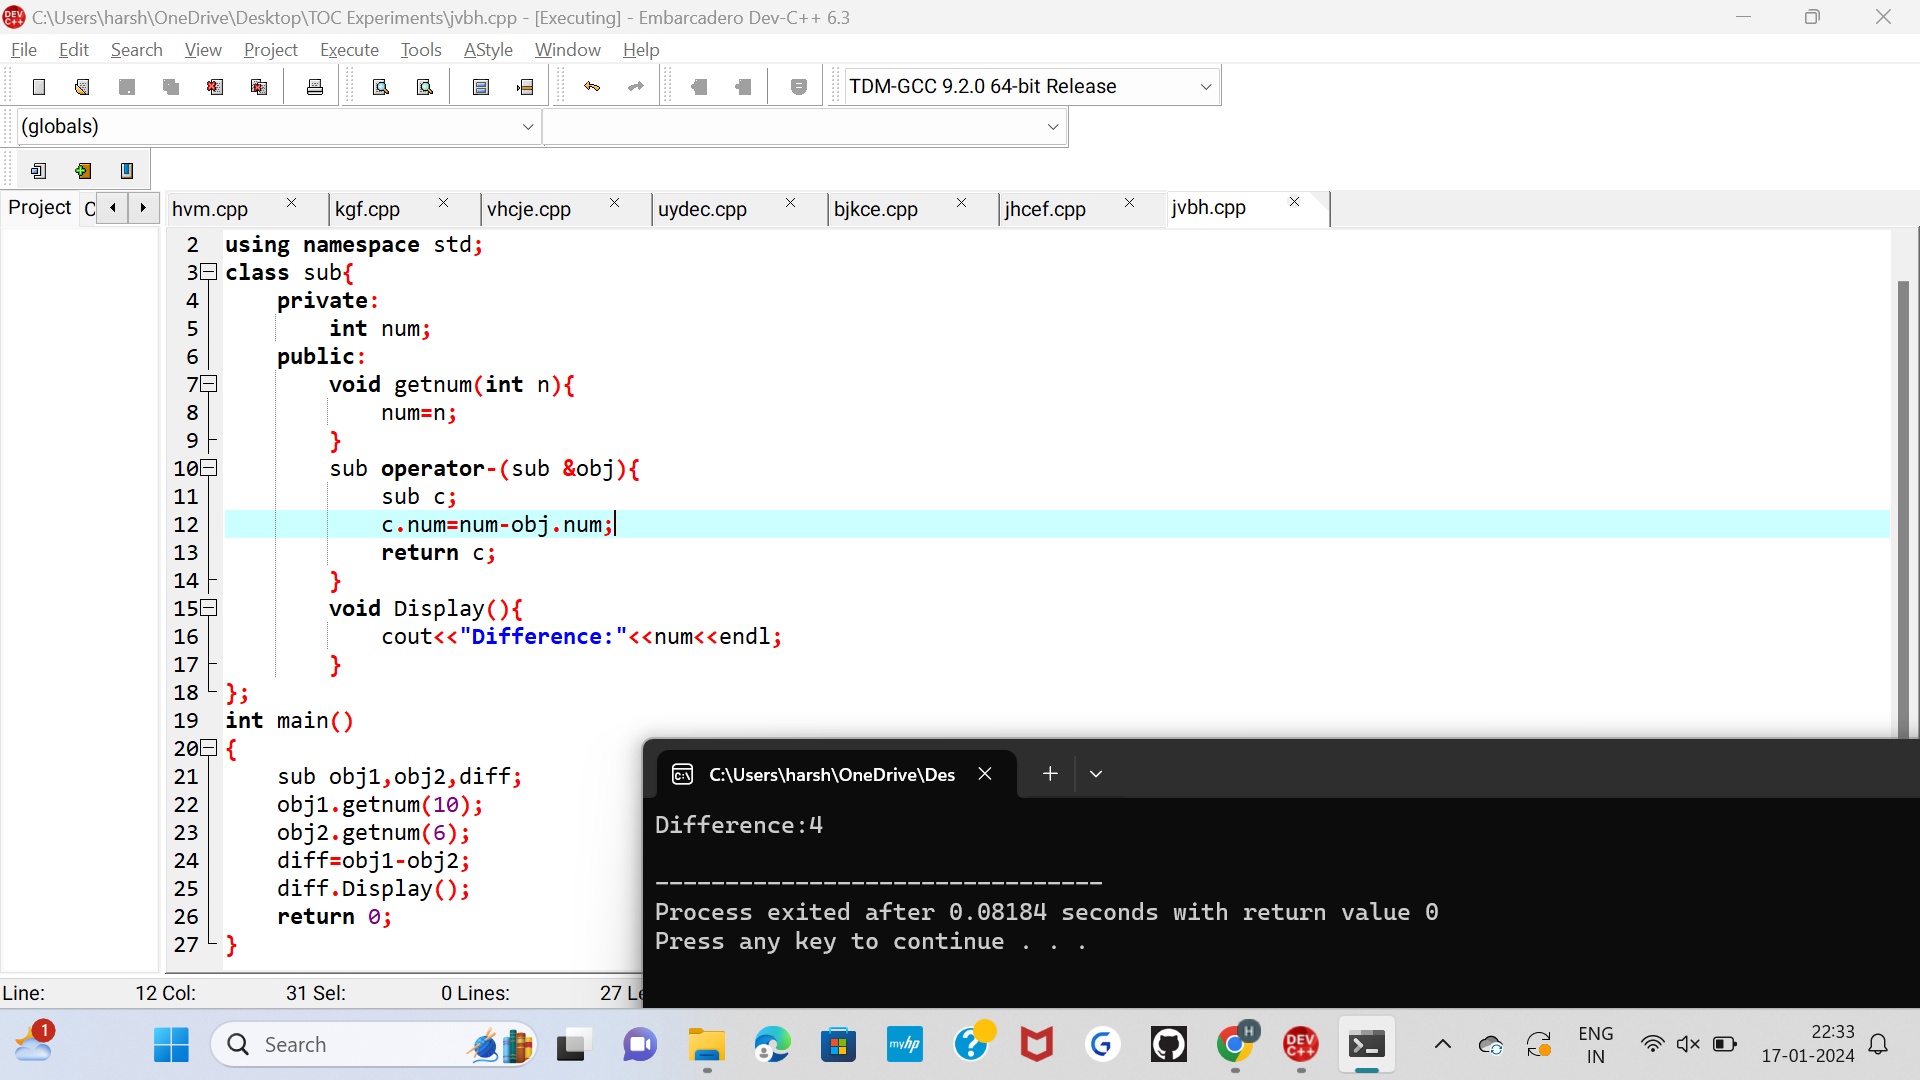 C:\Users\harsh\OneDrive\Desktop\TOC Experiments\jvbh.cpp - [Executing] - Embarcadero Dev-C++ 6.3
File Edit Search View Project Execute Tools AStyle Window Help
TDM-GCC 9.2.0 64-bit Release
(globals)
Project C
hvm.cpp kgf.cpp vhcje.cpp uydec.cpp bjkce.cpp jhcef.cpp jvbh.cpp
2 using namespace std;
3 class sub{
4 private:
5 int num;
6 public:
7 void getnum(int n){
8 num=n;
9 }
10 sub operator-(sub &obj){
11 sub c;
12 c.num=num-obj.num;
13 return c;
14 }
15 void Display(){
16 cout<<"Difference:"<<num<<endl;
17 }
18 };
19 int main()
20 {
21 sub obj1,obj2,diff;
22 obj1.getnum(10);
23 obj2.getnum(6);
24 diff=obj1-obj2;
25 diff.Display();
26 return 0;
27 }
C:\Users\harsh\OneDrive\Des
Difference:4
--------------------------------
Process exited after 0.08184 seconds with return value 0
Press any key to continue . . .
Line: 12 Col: 31 Sel: 0 Lines: 27 Le
1
Search
myhp
?
G
H
DEV C++
ENG
IN
22:33
17-01-2024